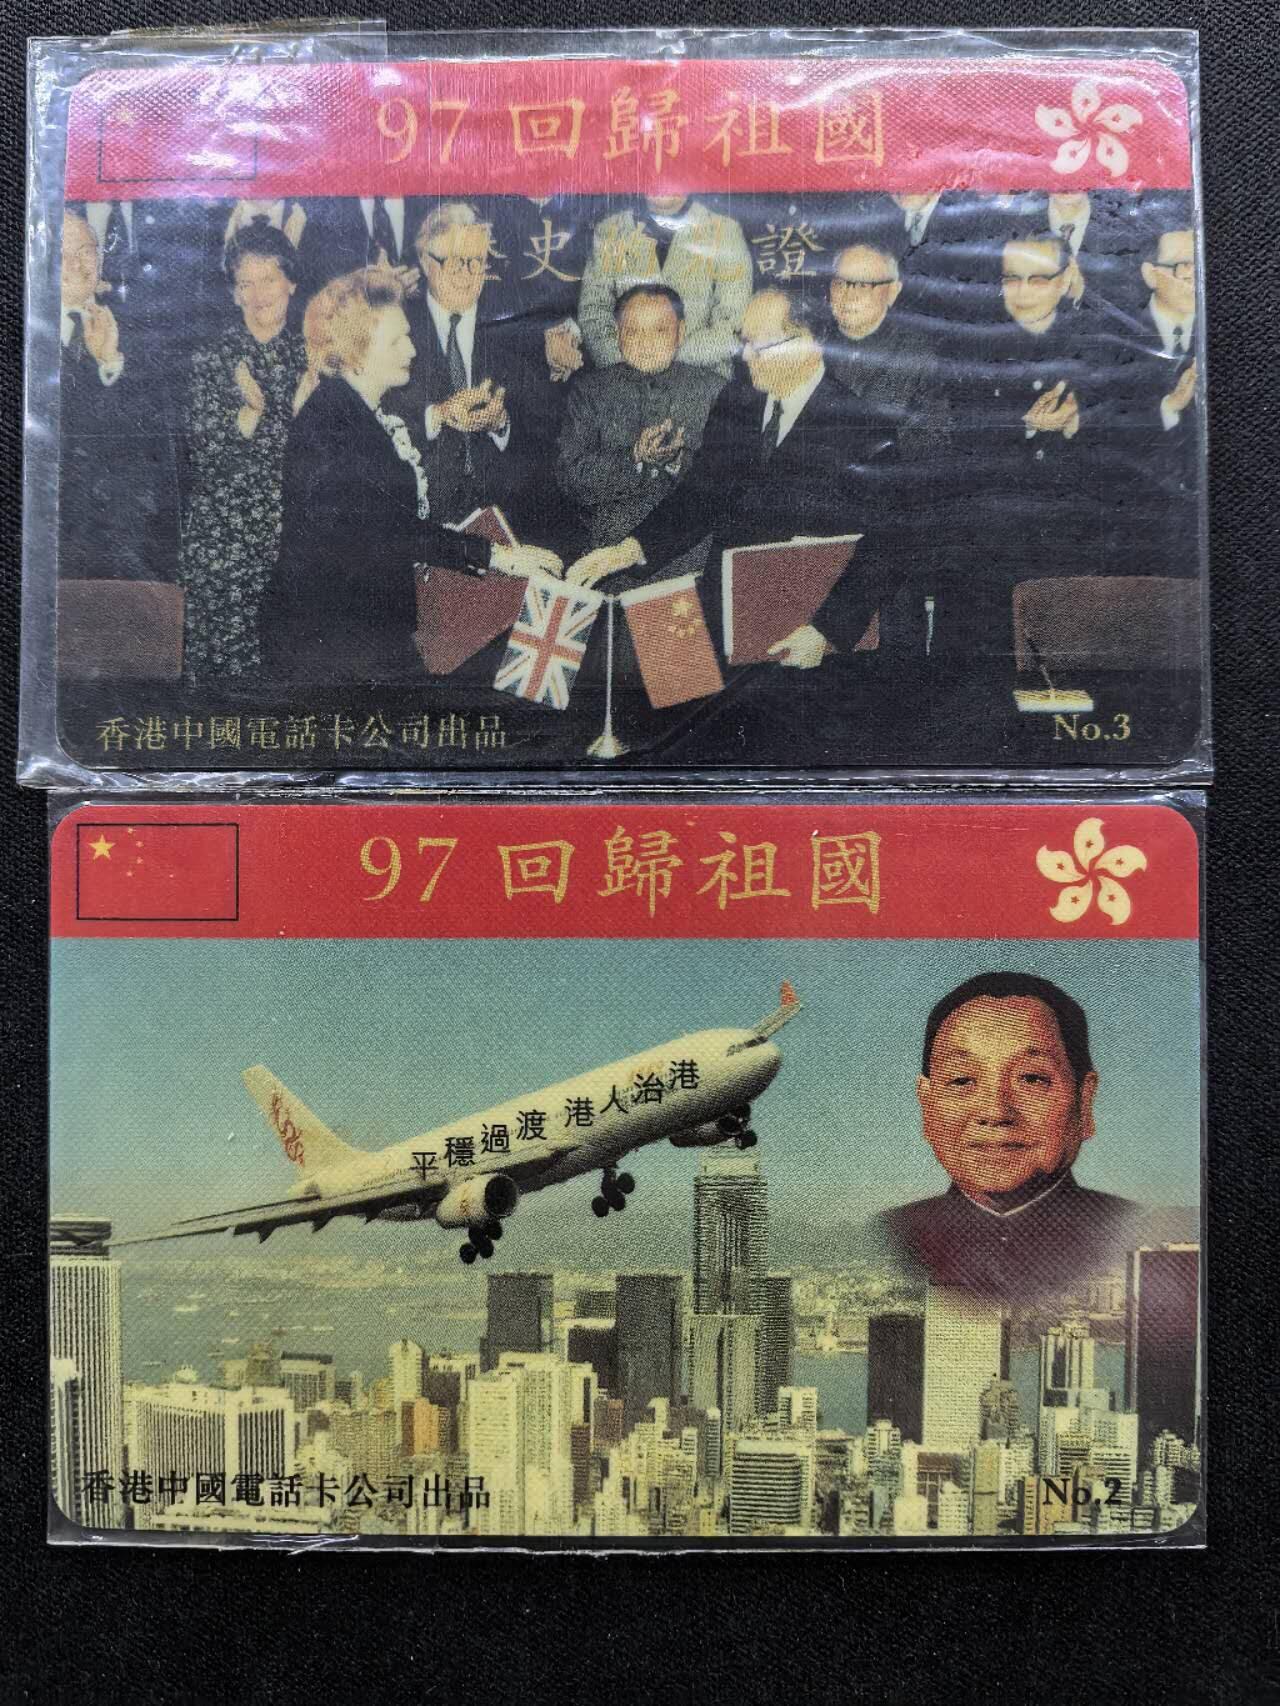 97 回歸祖國
歷史的見證
香港中國電話卡公司出品
No.3
97 回歸祖國
平穩過渡 港人治港
香港中國電話卡公司出品
No.2